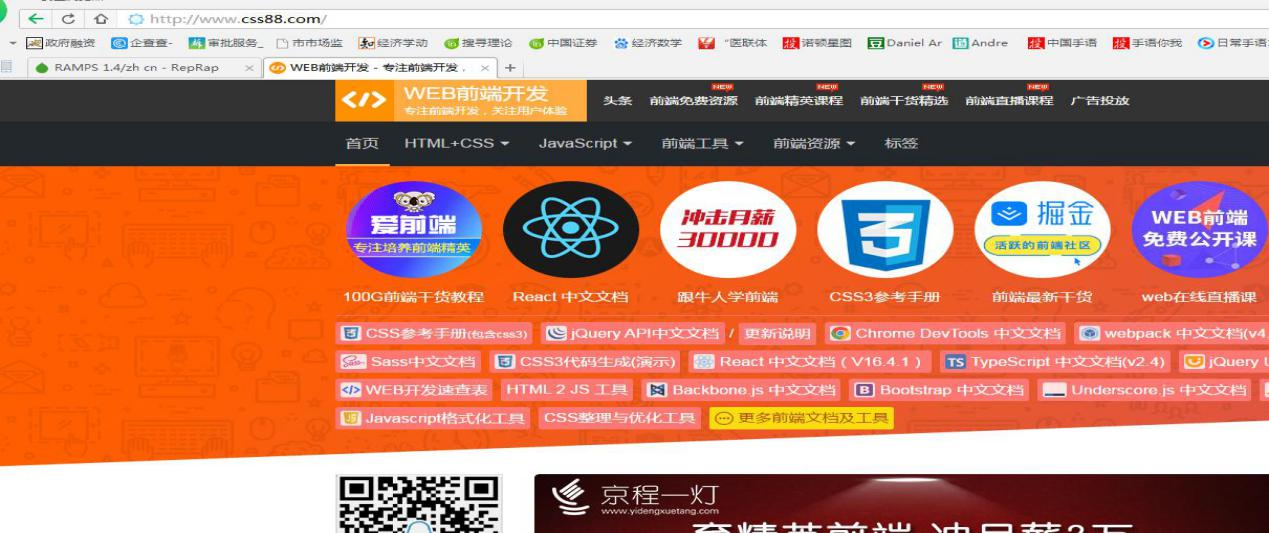 http://www.css88.com/
政府融资 企查查- 审批服务_ 市市场监 经济学动 搜寻理论 中国证券 经济数学 “医联体 诺顿星图 Daniel Ar Andre 中国手语 手语你我 日常手语
RAMPS 1.4/zh cn - RepRap × WEB前端开发 - 专注前端开发, × +
</> WEB前端开发
专注前端开发,关注用户体验
NEW NEW NEW NEW
头条 前端免费资源 前端精英课程 前端干货精选 前端直播课程 广告投放
首页 HTML+CSS JavaScript 前端工具 前端资源 标签
爱前端
专注培养前端精英
冲击月薪
30000
3
掘金
活跃的前端社区
WEB前端
免费公开课
100G前端干货教程 React 中文文档 跟牛人学前端 CSS3参考手册 前端最新干货 web在线直播课
CSS参考手册(包含css3) jQuery API中文文档 / 更新说明 Chrome DevTools 中文文档 webpack 中文文档(v4.
Sass中文文档 CSS3代码生成(演示) React 中文文档(V16.4.1) TS TypeScript 中文文档(v2.4) jQuery U
</> WEB开发速查表 HTML 2 JS 工具 Backbone.js 中文文档 B Bootstrap 中文文档 Underscore.js 中文文档
JS Javascript格式化工具 CSS整理与优化工具 更多前端文档及工具
京程一灯
www.yidengxuetang.com